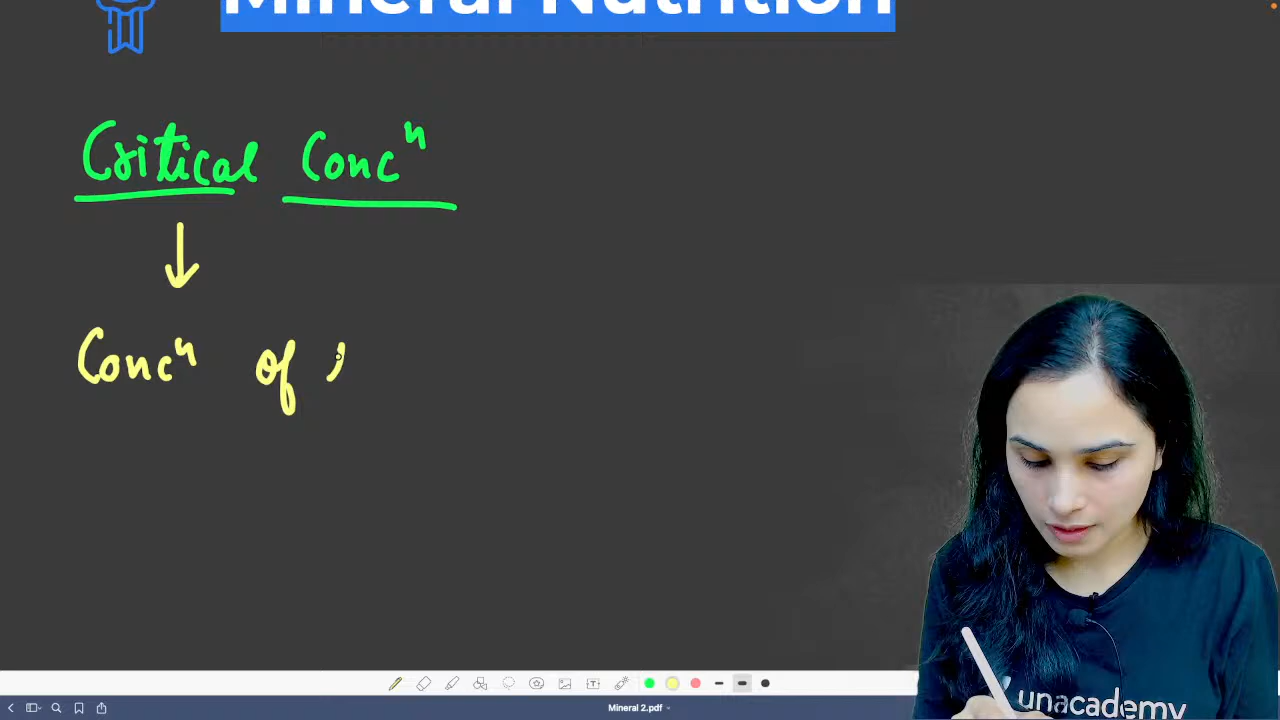 Mineral Nutrition
Critical Concⁿ
Concⁿ of
unacademy
Mineral 2.pdf